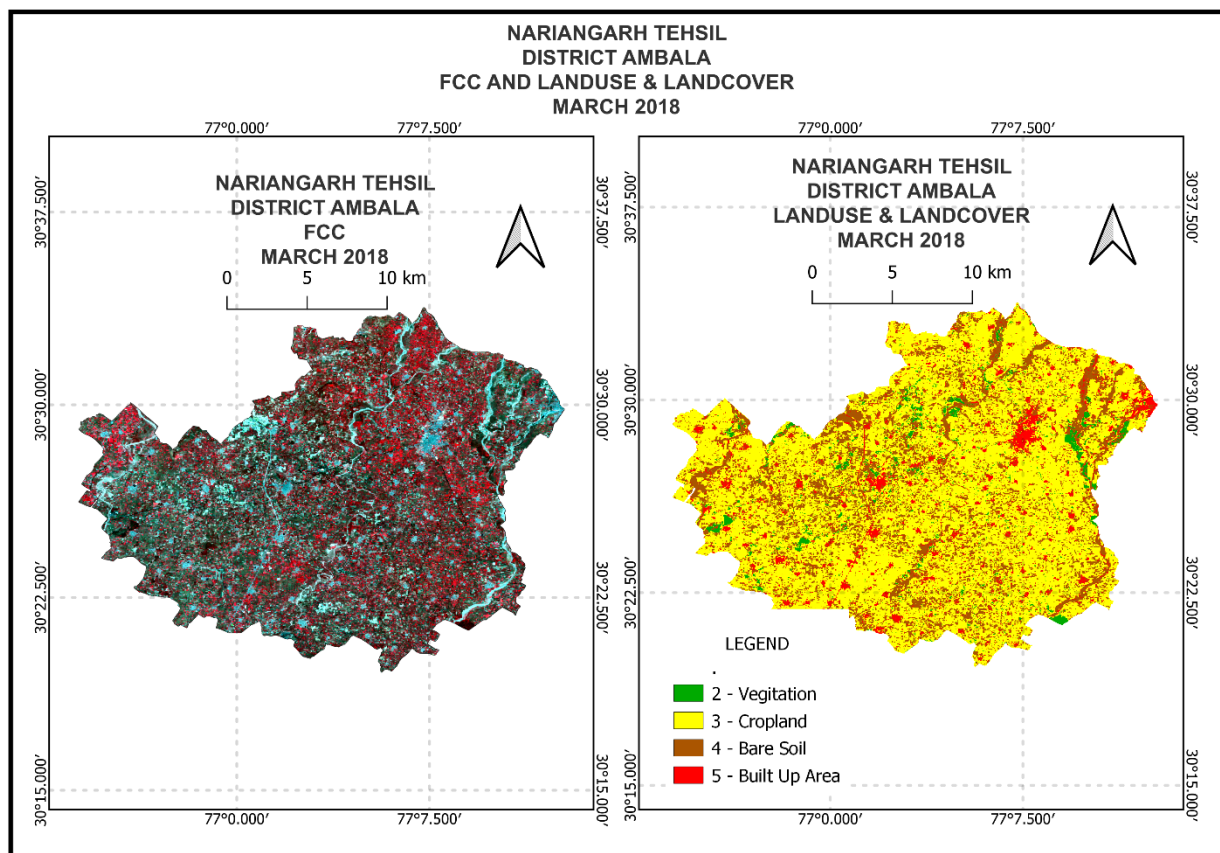 NARIANGARH TEHSIL
DISTRICT AMBALA
FCC AND LANDUSE & LANDCOVER
MARCH 2018
77°0.000′ 77°7.500′
NARIANGARH TEHSIL
DISTRICT AMBALA
FCC
MARCH 2018
0 5 10 km
30°37.500′
30°30.000′
30°22.500′
30°15.000′
30°37.500′
30°30.000′
30°22.500′
30°15.000′
77°0.000′ 77°7.500′
77°0.000′ 77°7.500′
NARIANGARH TEHSIL
DISTRICT AMBALA
LANDUSE & LANDCOVER
MARCH 2018
0 5 10 km
30°37.500′
30°30.000′
30°22.500′
30°15.000′
30°37.500′
30°30.000′
30°22.500′
30°15.000′
LEGEND
.
2 - Vegitation
3 - Cropland
4 - Bare Soil
5 - Built Up Area
77°0.000′ 77°7.500′